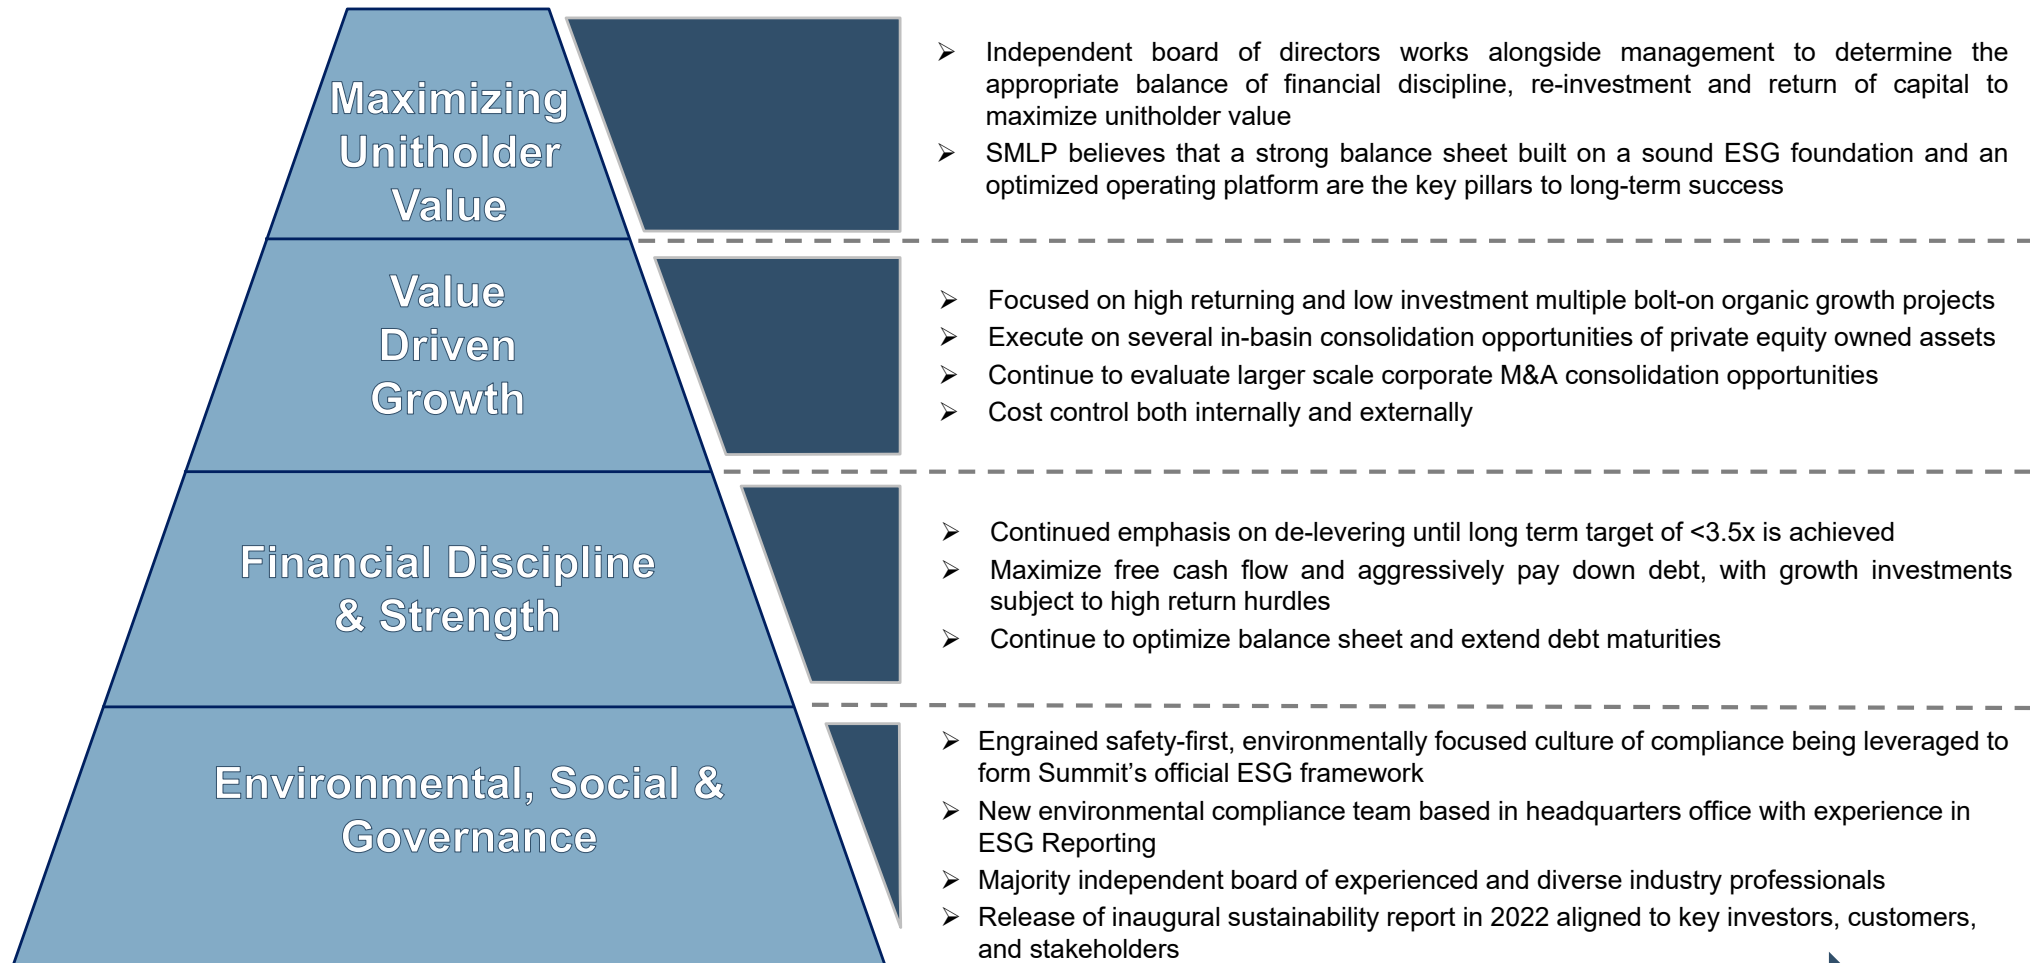 Maximizing
Unitholder
Value
➢ Independent board of directors works alongside management to determine the
appropriate balance of financial discipline, re-investment and return of capital to
maximize unitholder value
➢ SMLP believes that a strong balance sheet built on a sound ESG foundation and an
optimized operating platform are the key pillars to long-term success
Value
Driven
Growth
➢ Focused on high returning and low investment multiple bolt-on organic growth projects
➢ Execute on several in-basin consolidation opportunities of private equity owned assets
➢ Continue to evaluate larger scale corporate M&A consolidation opportunities
➢ Cost control both internally and externally
Financial Discipline
& Strength
➢ Continued emphasis on de-levering until long term target of <3.5x is achieved
➢ Maximize free cash flow and aggressively pay down debt, with growth investments
subject to high return hurdles
➢ Continue to optimize balance sheet and extend debt maturities
Environmental, Social &
Governance
➢ Engrained safety-first, environmentally focused culture of compliance being leveraged to
form Summit’s official ESG framework
➢ New environmental compliance team based in headquarters office with experience in
ESG Reporting
➢ Majority independent board of experienced and diverse industry professionals
➢ Release of inaugural sustainability report in 2022 aligned to key investors, customers,
and stakeholders